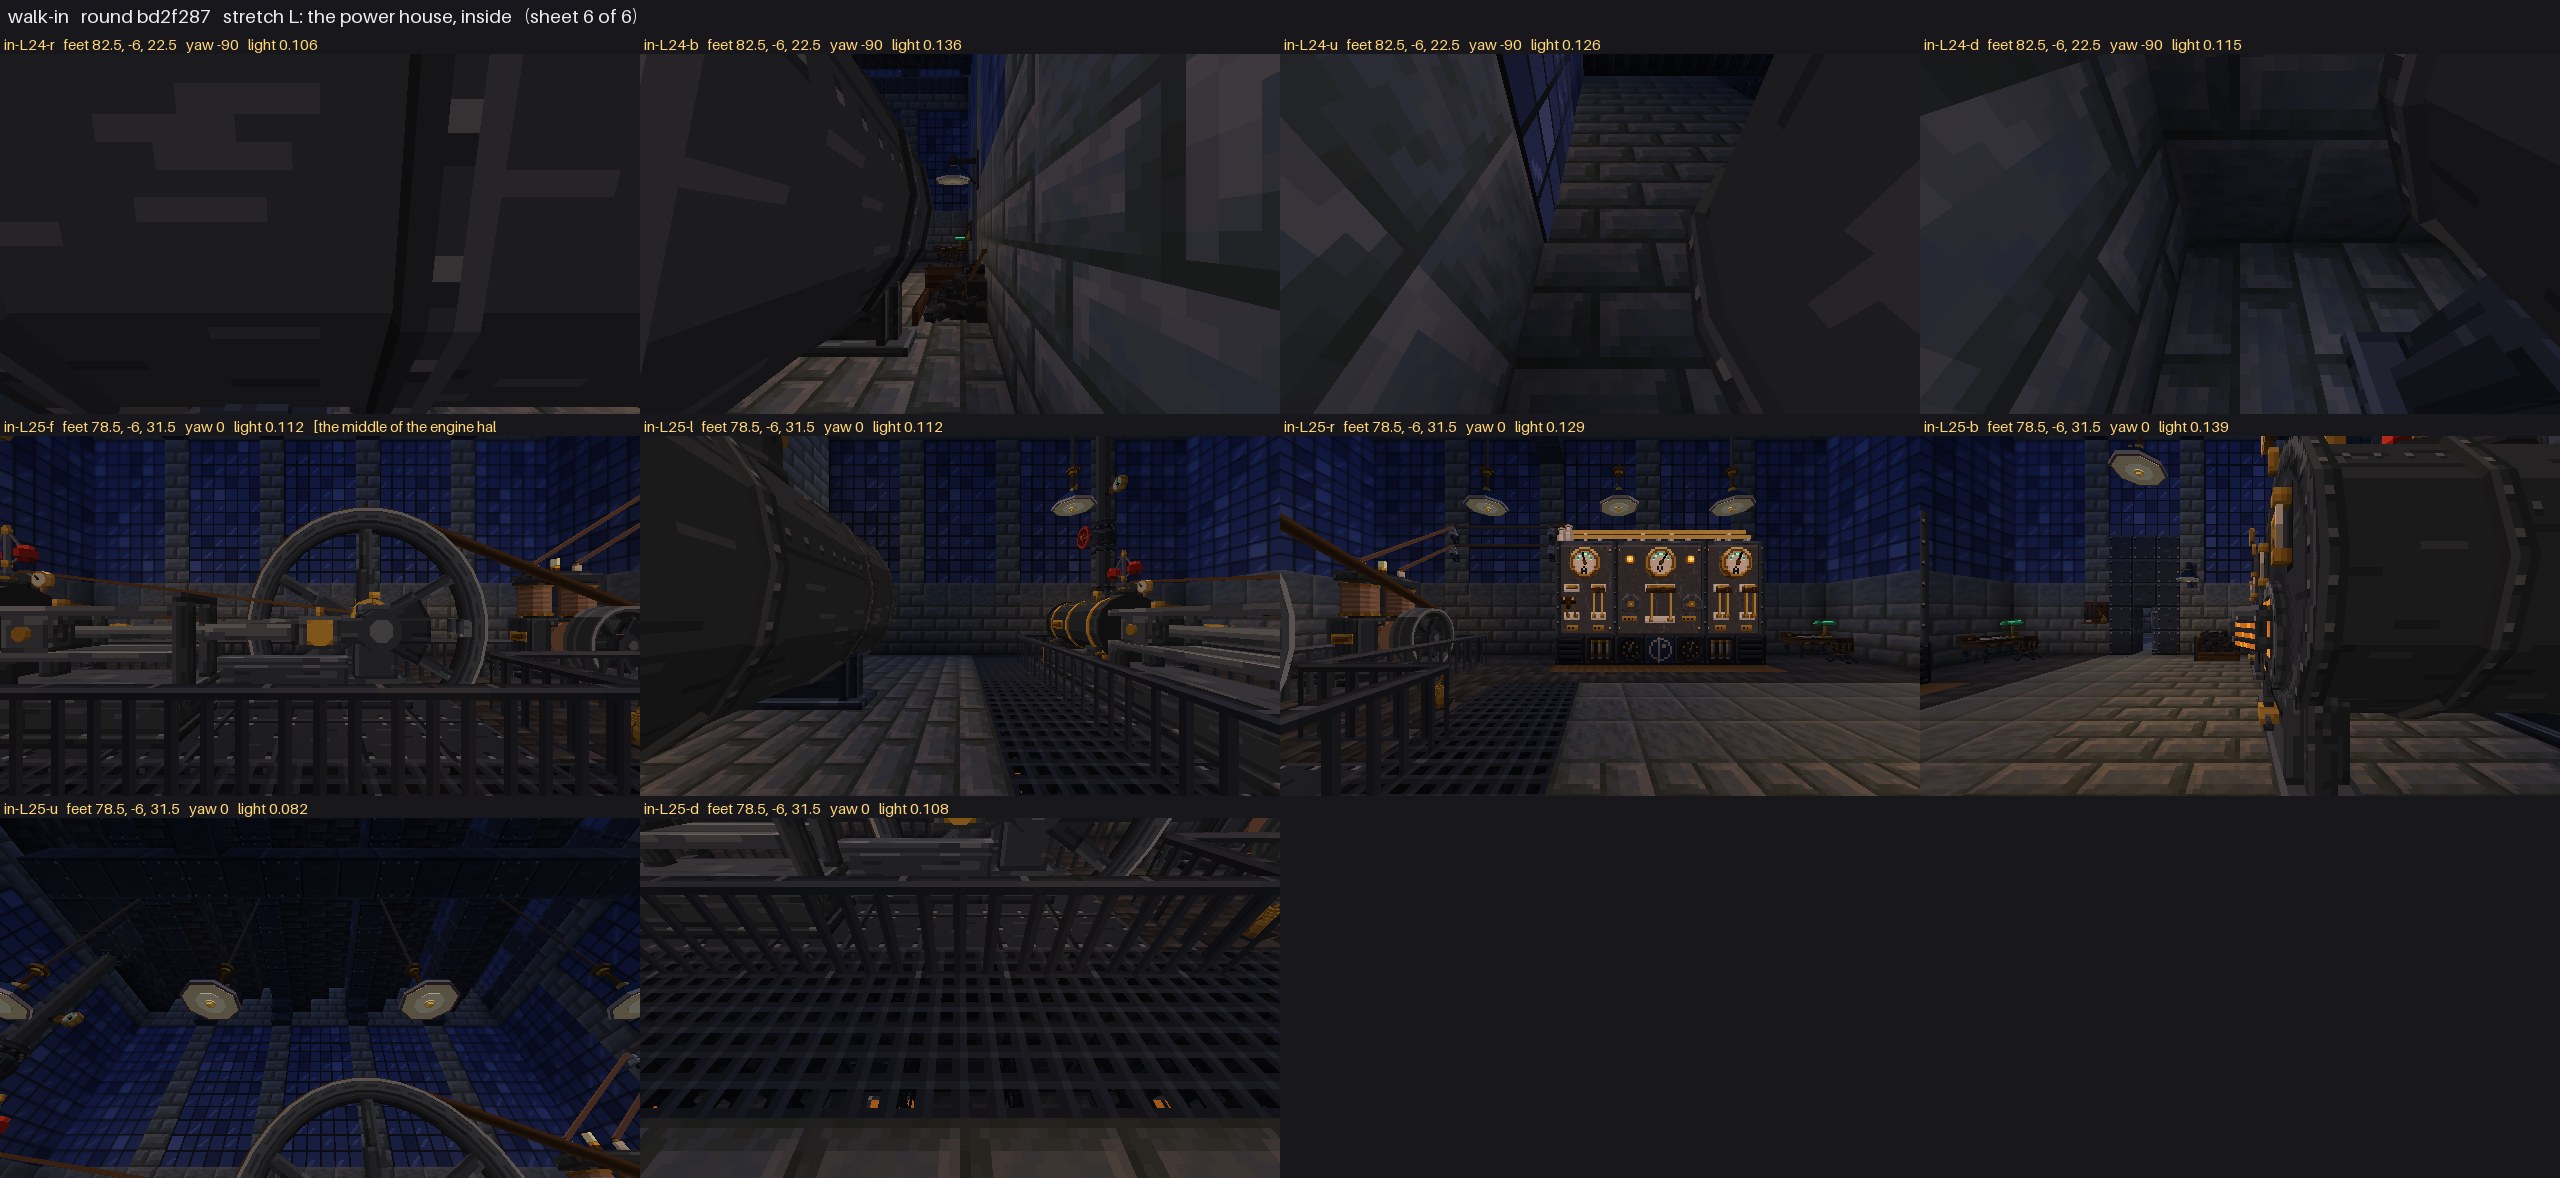 walk-in round bd2f287 stretch L: the power house, inside (sheet 6 of 6)
in-L24-r feet 82.5, -6, 22.5 yaw -90 light 0.106
in-L24-b feet 82.5, -6, 22.5 yaw -90 light 0.136
in-L24-u feet 82.5, -6, 22.5 yaw -90 light 0.126
in-L24-d feet 82.5, -6, 22.5 yaw -90 light 0.115
in-L25-f feet 78.5, -6, 31.5 yaw 0 light 0.112 [the middle of the engine hal
in-L25-l feet 78.5, -6, 31.5 yaw 0 light 0.112
in-L25-r feet 78.5, -6, 31.5 yaw 0 light 0.129
in-L25-b feet 78.5, -6, 31.5 yaw 0 light 0.139
A V A
in-L25-u feet 78.5, -6, 31.5 yaw 0 light 0.082
in-L25-d feet 78.5, -6, 31.5 yaw 0 light 0.108